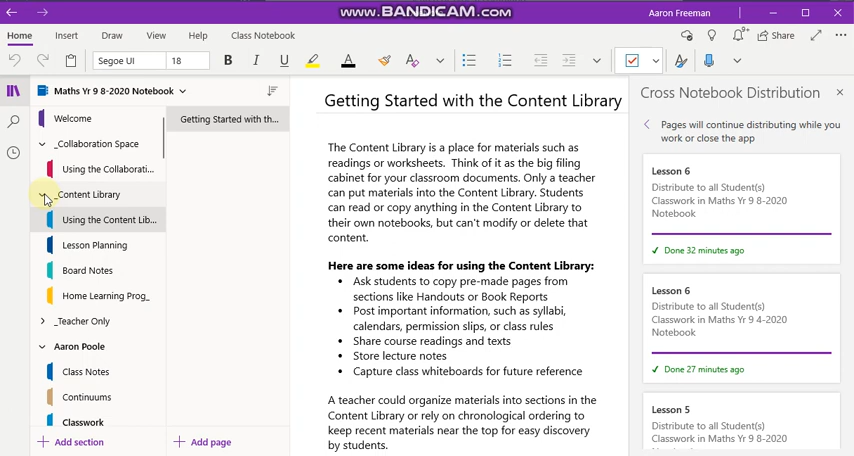 www.BANDICAM.com
Aaron Freeman
Home Insert Draw View Help Class Notebook
Share
Segoe UI 18 B I U A
Maths Yr 9 8-2020 Notebook
Welcome
_Collaboration Space
Using the Collaborati...
_Content Library
Using the Content Lib...
Lesson Planning
Board Notes
Home Learning Prog_
_Teacher Only
Aaron Poole
Class Notes
Continuums
Classwork
Add section
Getting Started with th...
Add page
Getting Started with the Content Library
The Content Library is a place for materials such as
readings or worksheets. Think of it as the big filing
cabinet for your classroom documents. Only a teacher
can put materials into the Content Library. Students
can read or copy anything in the Content Library to
their own notebooks, but can't modify or delete that
content.
Here are some ideas for using the Content Library:
• Ask students to copy pre-made pages from
sections like Handouts or Book Reports
• Post important information, such as syllabi,
calendars, permission slips, or class rules
• Share course readings and texts
• Store lecture notes
• Capture class whiteboards for future reference
A teacher could organize materials into sections in the
Content Library or rely on chronological ordering to
keep recent materials near the top for easy discovery
by students.
Cross Notebook Distribution
Pages will continue distributing while you
work or close the app
Lesson 6
Distribute to all Student(s)
Classwork in Maths Yr 9 8-2020
Notebook
Done 32 minutes ago
Lesson 6
Distribute to all Student(s)
Classwork in Maths Yr 9 4-2020
Notebook
Done 27 minutes ago
Lesson 5
Distribute to all Student(s)
Classwork in Maths Yr 9 8-2020